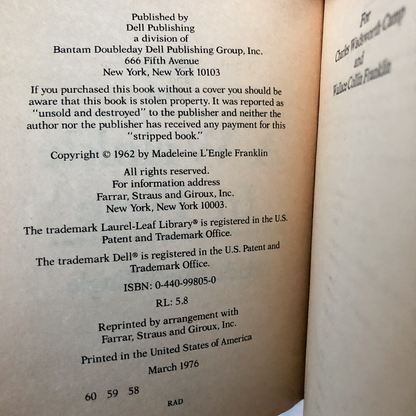 Published by
Dell Publishing
a division of
Bantam Doubleday Dell Publishing Group, Inc.
666 Fifth Avenue
New York, New York 10103
If you purchased this book without a cover you should be
aware that this book is stolen property. It was reported as
"unsold and destroyed" to the publisher and neither the
author nor the publisher has received any payment for this
"stripped book."
Copyright © 1962 by Madeleine L'Engle Franklin
All rights reserved.
For information address
Farrar, Straus and Giroux, Inc.
New York, New York 10003.
The trademark Laurel-Leaf Library® is registered in the U.S.
Patent and Trademark Office.
The trademark Dell® is registered in the U.S. Patent and
Trademark Office.
ISBN: 0-440-99805-0
RL: 5.8
Reprinted by arrangement with
Farrar, Straus and Giroux, Inc.
Printed in the United States of America
March 1976
60 59 58
RAD
For
Charles Wadsworth Camp
and
Wallace Collin Franklin